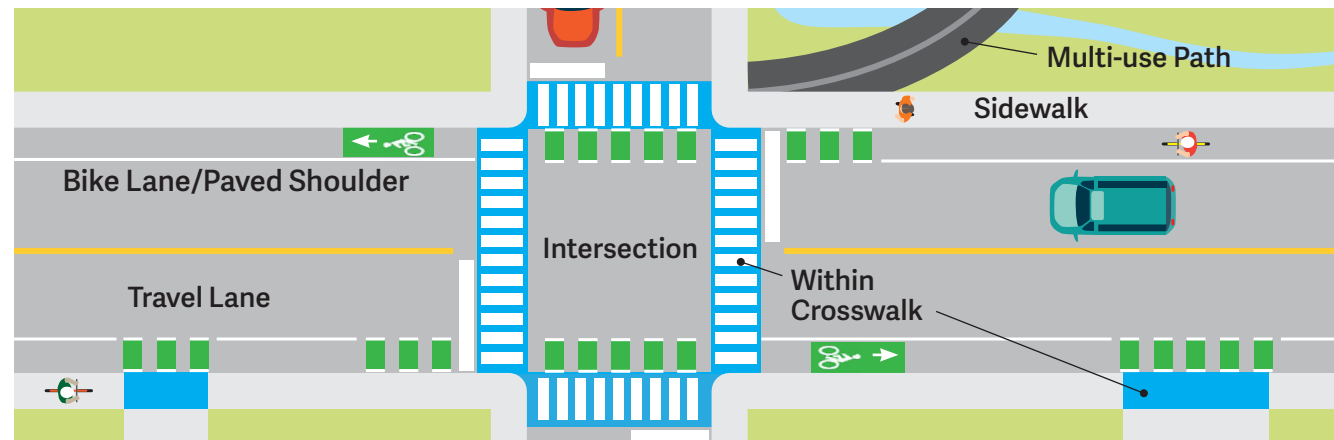 Multi-use Path
Sidewalk
Bike Lane/Paved Shoulder
Intersection
Within
Crosswalk
Travel Lane